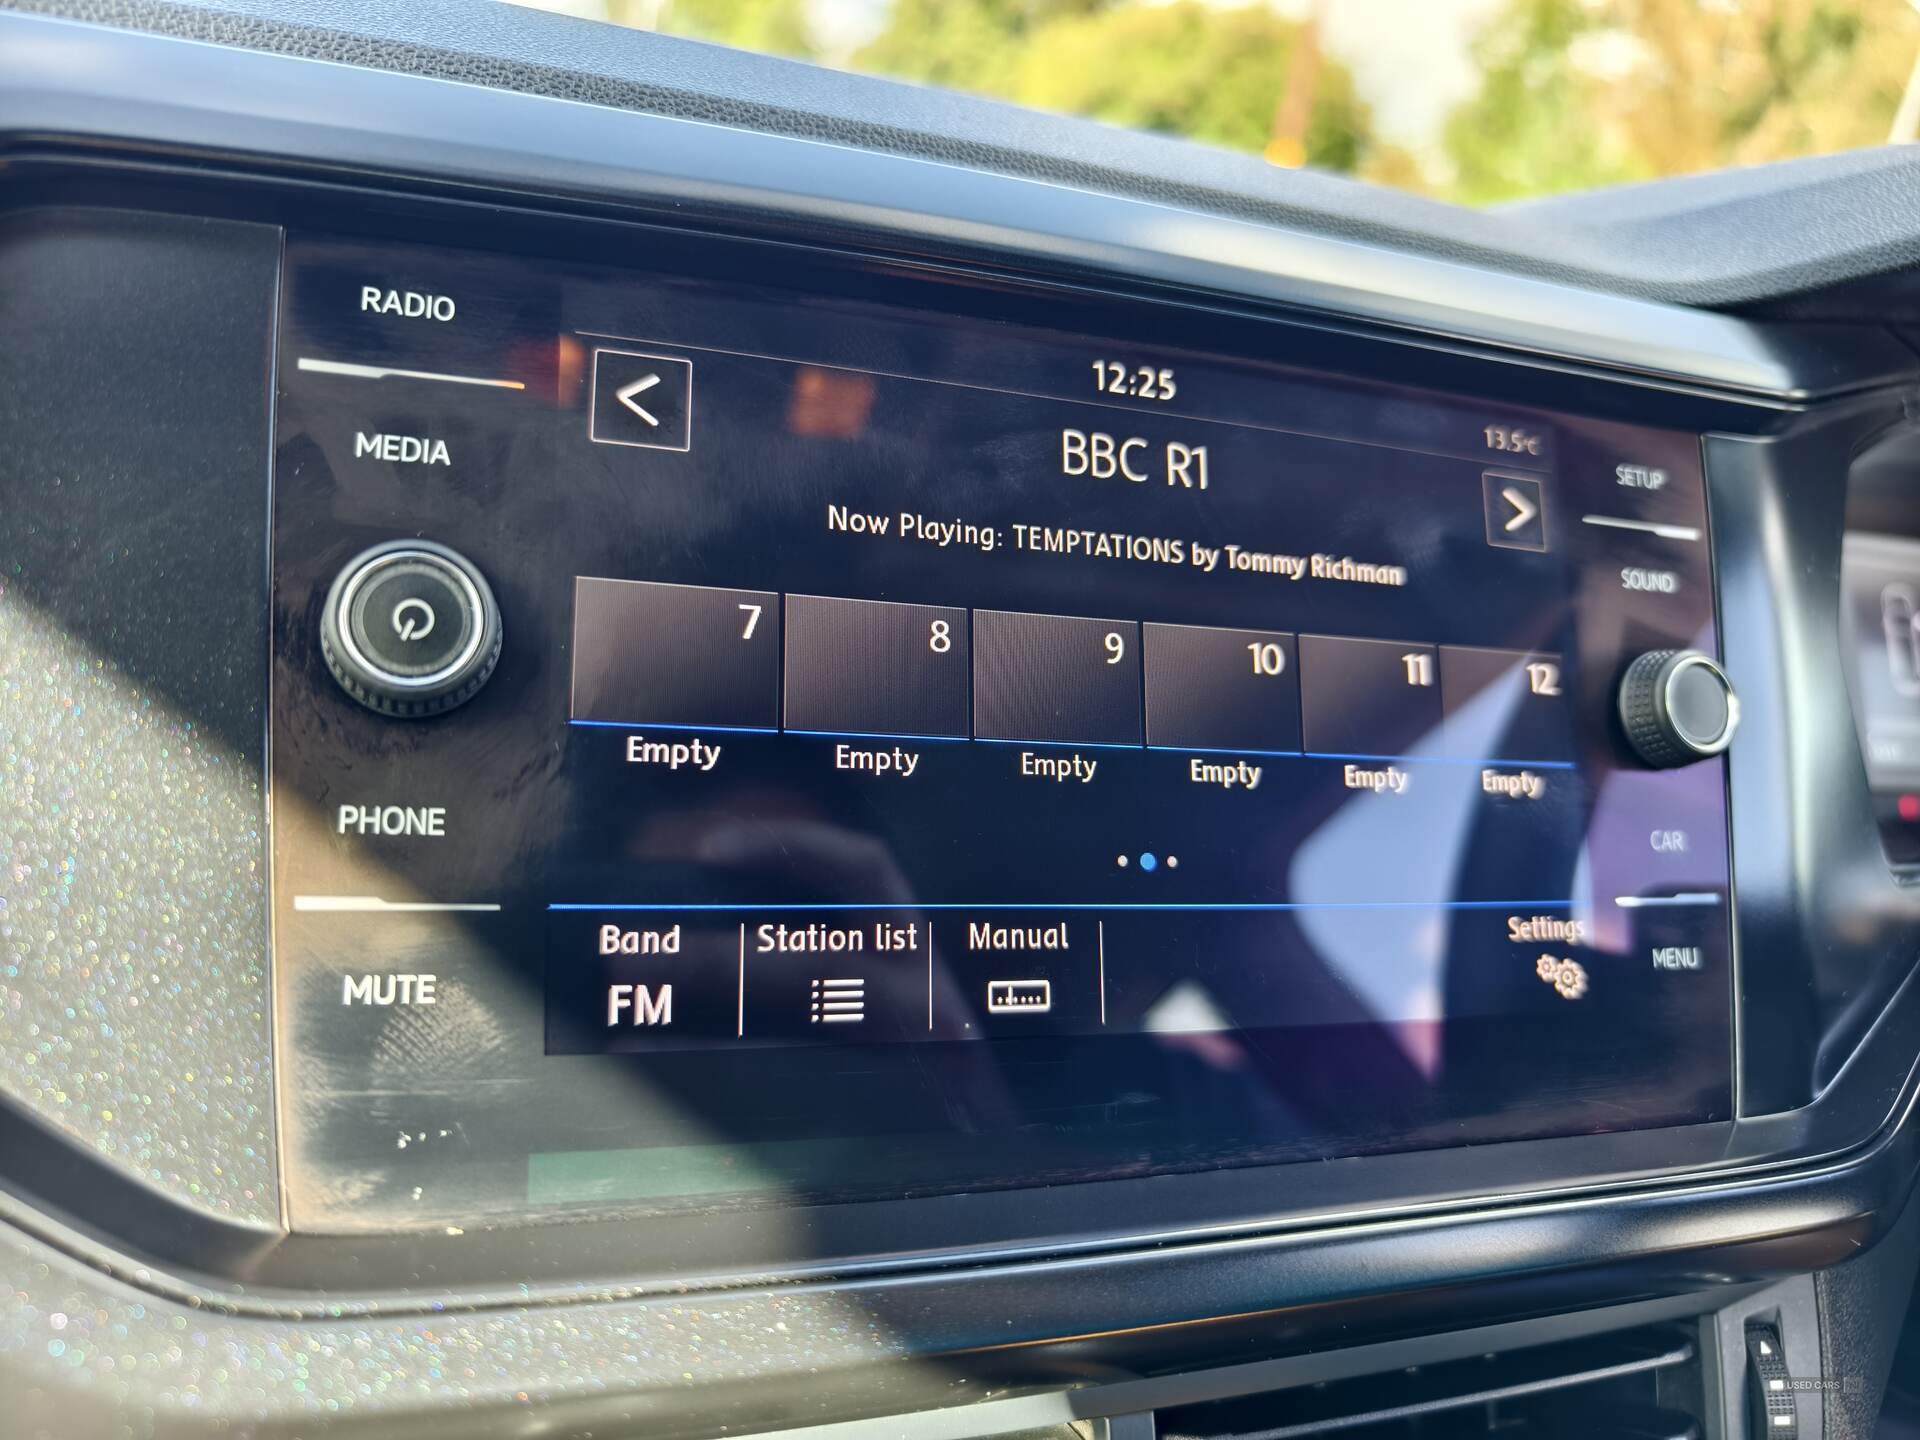 RADIO
MEDIA
PHONE
MUTE
12:25
13.5°C
BBC R1
Now Playing: TEMPTATIONS by Tommy Richman
7
8
9
10
11
12
Empty
Empty
Empty
Empty
Empty
Empty
Band
FM
Station list
Manual
Settings
SETUP
SOUND
CAR
MENU
USED CARS